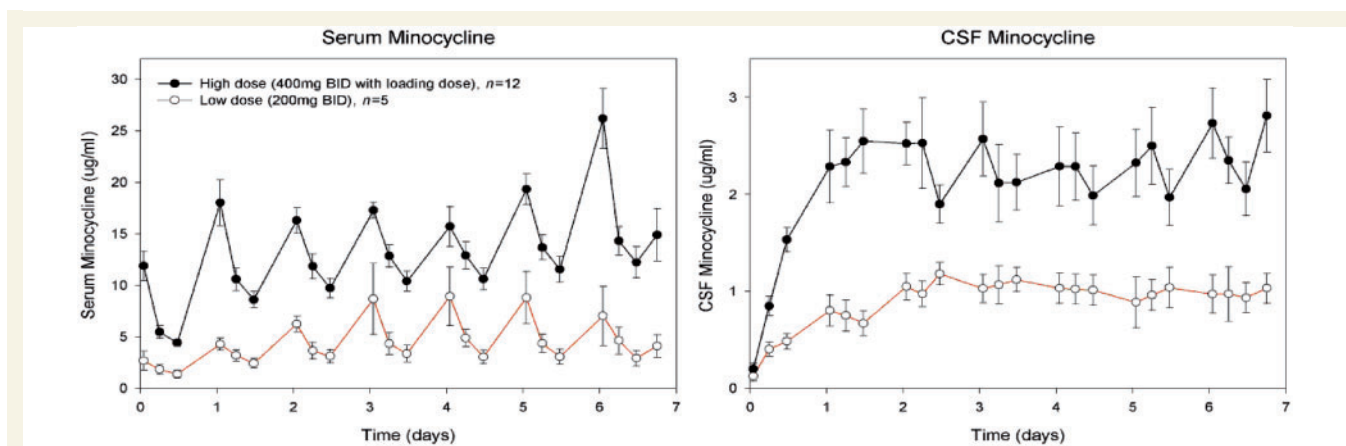 Serum Minocycline
High dose (400mg BID with loading dose), n=12
Low dose (200mg BID), n=5
Serum Minocycline (ug/ml)
30
25
20
15
10
5
0
0 1 2 3 4 5 6 7
Time (days)
CSF Minocycline
CSF Minocycline (ug/ml)
3
2
1
0
0 1 2 3 4 5 6 7
Time (days)